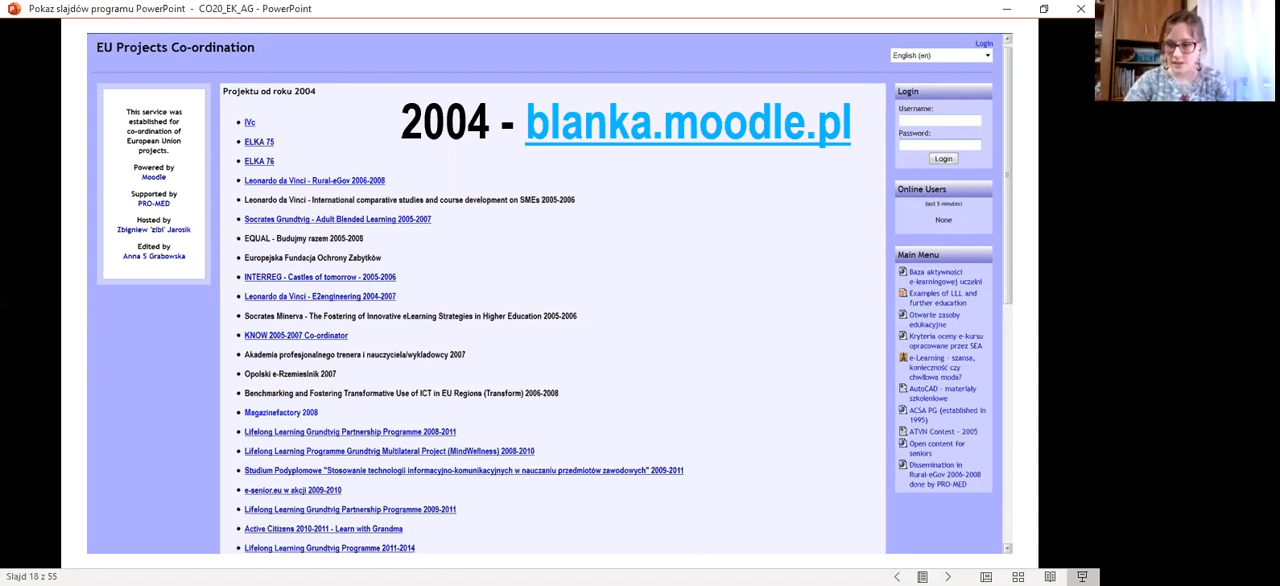 Pokaz slajdów programu PowerPoint - CO20_EK_AG - PowerPoint
EU Projects Co-ordination
Login
English (en)
This service was
established for
co-ordination of
European Union
projects.
Powered by
Moodle
Supported by
PRO-MED
Hosted by
Zbigniew 'zibi' Jarosik
Edited by
Anna S Grabowska
Projektu od roku 2004
2004 - blanka.moodle.pl
IVc
ELKA 75
ELKA 76
Leonardo da Vinci - Rural-eGov 2006-2008
Leonardo da Vinci - International comparative studies and course development on SMEs 2005-2006
Socrates Grundtvig - Adult Blended Learning 2005-2007
EQUAL - Budujmy razem 2005-2008
Europejska Fundacja Ochrony Zabytków
INTERREG - Castles of tomorrow - 2005-2006
Leonardo da Vinci - E2engineering 2004-2007
Socrates Minerva - The Fostering of Innovative eLearning Strategies in Higher Education 2005-2006
KNOW 2005-2007 Co-ordinator
Akademia profesjonalnego trenera i nauczyciela/wykladowcy 2007
Opolski e-Rzemieslnik 2007
Benchmarking and Fostering Transformative Use of ICT in EU Regions (Transform) 2006-2008
Magazinefactory 2008
Lifelong Learning Grundtvig Partnership Programme 2008-2011
Lifelong Learning Programme Grundtvig Multilateral Project (MindWellness) 2008-2010
Studium Podyplomowe "Stosowanie technologii informacyjno-komunikacyjnych w nauczaniu przedmiotów zawodowych" 2009-2011
e-senior.eu w akcji 2009-2010
Lifelong Learning Grundtvig Partnership Programme 2009-2011
Active Citizens 2010-2011 - Learn with Grandma
Lifelong Learning Grundtvig Programme 2011-2014
Login
Username:
Password:
Login
Online Users
(last 5 minutes)
None
Main Menu
Baza aktywności
e-learningowej uczelni
Examples of LLL and
further education
Otwarte zasoby
edukacyjne
Kryteria oceny e-kursu
opracowane przez SEA
e-Learning - szansa,
konieczność czy
chwilowa moda?
AutoCAD - materiały
szkoleniowe
ACSA PG (established in
1995)
ATVN Contest - 2005
Open content for
seniors
Dissemination in
Rural-eGov 2006-2008
done by PRO-MED
Slajd 18 z 55